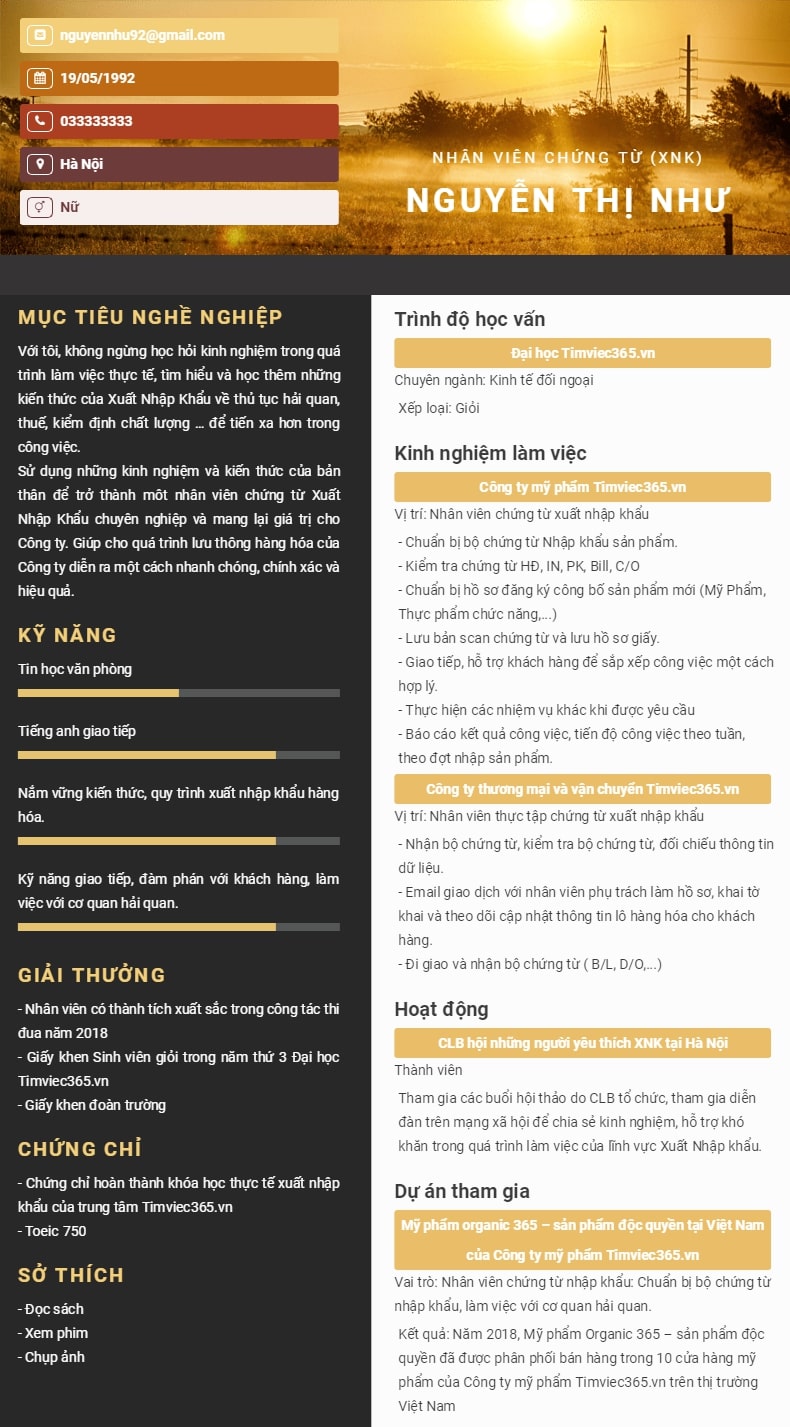 nguyennhu92@gmail.com
19/05/1992
033333333
Hà Nội
Nữ
NHÂN VIÊN CHỨNG TỪ (XNK)
NGUYỄN THỊ NHƯ
MỤC TIÊU NGHỀ NGHIỆP
Với tôi, không ngừng học hỏi kinh nghiệm trong quá
trình làm việc thực tế, tìm hiểu và học thêm những
kiến thức của Xuất Nhập Khẩu về thủ tục hải quan,
thuế, kiểm định chất lượng ... để tiến xa hơn trong
công việc.
Sử dụng những kinh nghiệm và kiến thức của bản
thân để trở thành một nhân viên chứng từ Xuất
Nhập Khẩu chuyên nghiệp và mang lại giá trị cho
Công ty. Giúp cho quá trình lưu thông hàng hóa của
Công ty diễn ra một cách nhanh chóng, chính xác và
hiệu quả.
KỸ NĂNG
Tin học văn phòng
Tiếng anh giao tiếp
Nắm vững kiến thức, quy trình xuất nhập khẩu hàng
hóa.
Kỹ năng giao tiếp, đàm phán với khách hàng, làm
việc với cơ quan hải quan.
GIẢI THƯỞNG
- Nhân viên có thành tích xuất sắc trong công tác thi
đua năm 2018
- Giấy khen Sinh viên giỏi trong năm thứ 3 Đại học
Timviec365.vn
- Giấy khen đoàn trường
CHỨNG CHỈ
- Chứng chỉ hoàn thành khóa học thực tế xuất nhập
khẩu của trung tâm Timviec365.vn
- Toeic 750
SỞ THÍCH
- Đọc sách
- Xem phim
- Chụp ảnh
Trình độ học vấn
Đại học Timviec365.vn
Chuyên ngành: Kinh tế đối ngoại
Xếp loại: Giỏi
Kinh nghiệm làm việc
Công ty mỹ phẩm Timviec365.vn
Vị trí: Nhân viên chứng từ xuất nhập khẩu
- Chuẩn bị bộ chứng từ Nhập khẩu sản phẩm.
- Kiểm tra chứng từ HĐ, IN, PK, Bill, C/O
- Chuẩn bị hồ sơ đăng ký công bố sản phẩm mới (Mỹ Phẩm,
Thực phẩm chức năng,...)
- Lưu bản scan chứng từ và lưu hồ sơ giấy.
- Giao tiếp, hỗ trợ khách hàng để sắp xếp công việc một cách
hợp lý.
- Thực hiện các nhiệm vụ khác khi được yêu cầu
- Báo cáo kết quả công việc, tiến độ công việc theo tuần,
theo đợt nhập sản phẩm.
Công ty thương mại và vận chuyển Timviec365.vn
Vị trí: Nhân viên thực tập chứng từ xuất nhập khẩu
- Nhận bộ chứng từ, kiểm tra bộ chứng từ, đối chiếu thông tin
dữ liệu.
- Email giao dịch với nhân viên phụ trách làm hồ sơ, khai tờ
khai và theo dõi cập nhật thông tin lô hàng hóa cho khách
hàng.
- Đi giao và nhận bộ chứng từ ( B/L, D/O,...)
Hoạt động
CLB hội những người yêu thích XNK tại Hà Nội
Thành viên
Tham gia các buổi hội thảo do CLB tổ chức, tham gia diễn
đàn trên mạng xã hội để chia sẻ kinh nghiệm, hỗ trợ khó
khăn trong quá trình làm việc của lĩnh vực Xuất Nhập khẩu.
Dự án tham gia
Mỹ phẩm organic 365 – sản phẩm độc quyền tại Việt Nam
của Công ty mỹ phẩm Timviec365.vn
Vai trò: Nhân viên chứng từ nhập khẩu: Chuẩn bị bộ chứng từ
nhập khẩu, làm việc với cơ quan hải quan.
Kết quả: Năm 2018, Mỹ phẩm Organic 365 – sản phẩm độc
quyền đã được phân phối bán hàng trong 10 cửa hàng mỹ
phẩm của Công ty mỹ phẩm Timviec365.vn trên thị trường
Việt Nam